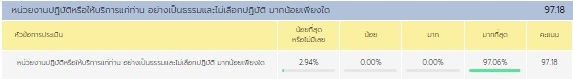 หน่วยงานปฏิบัติหรือให้บริการแก่ท่าน อย่างเป็นธรรมและไม่เลือกปฏิบัติ มากน้อยเพียงใด 97.18
หัวข้อการประเมิน น้อยที่สุด หรือไม่มีเลย น้อย มาก มากที่สุด คะแนน
หน่วยงานปฏิบัติหรือให้บริการแก่ท่าน อย่างเป็นธรรมและไม่เลือกปฏิบัติ มากน้อยเพียงใด 2.94% 0.00% 0.00% 97.06% 97.18